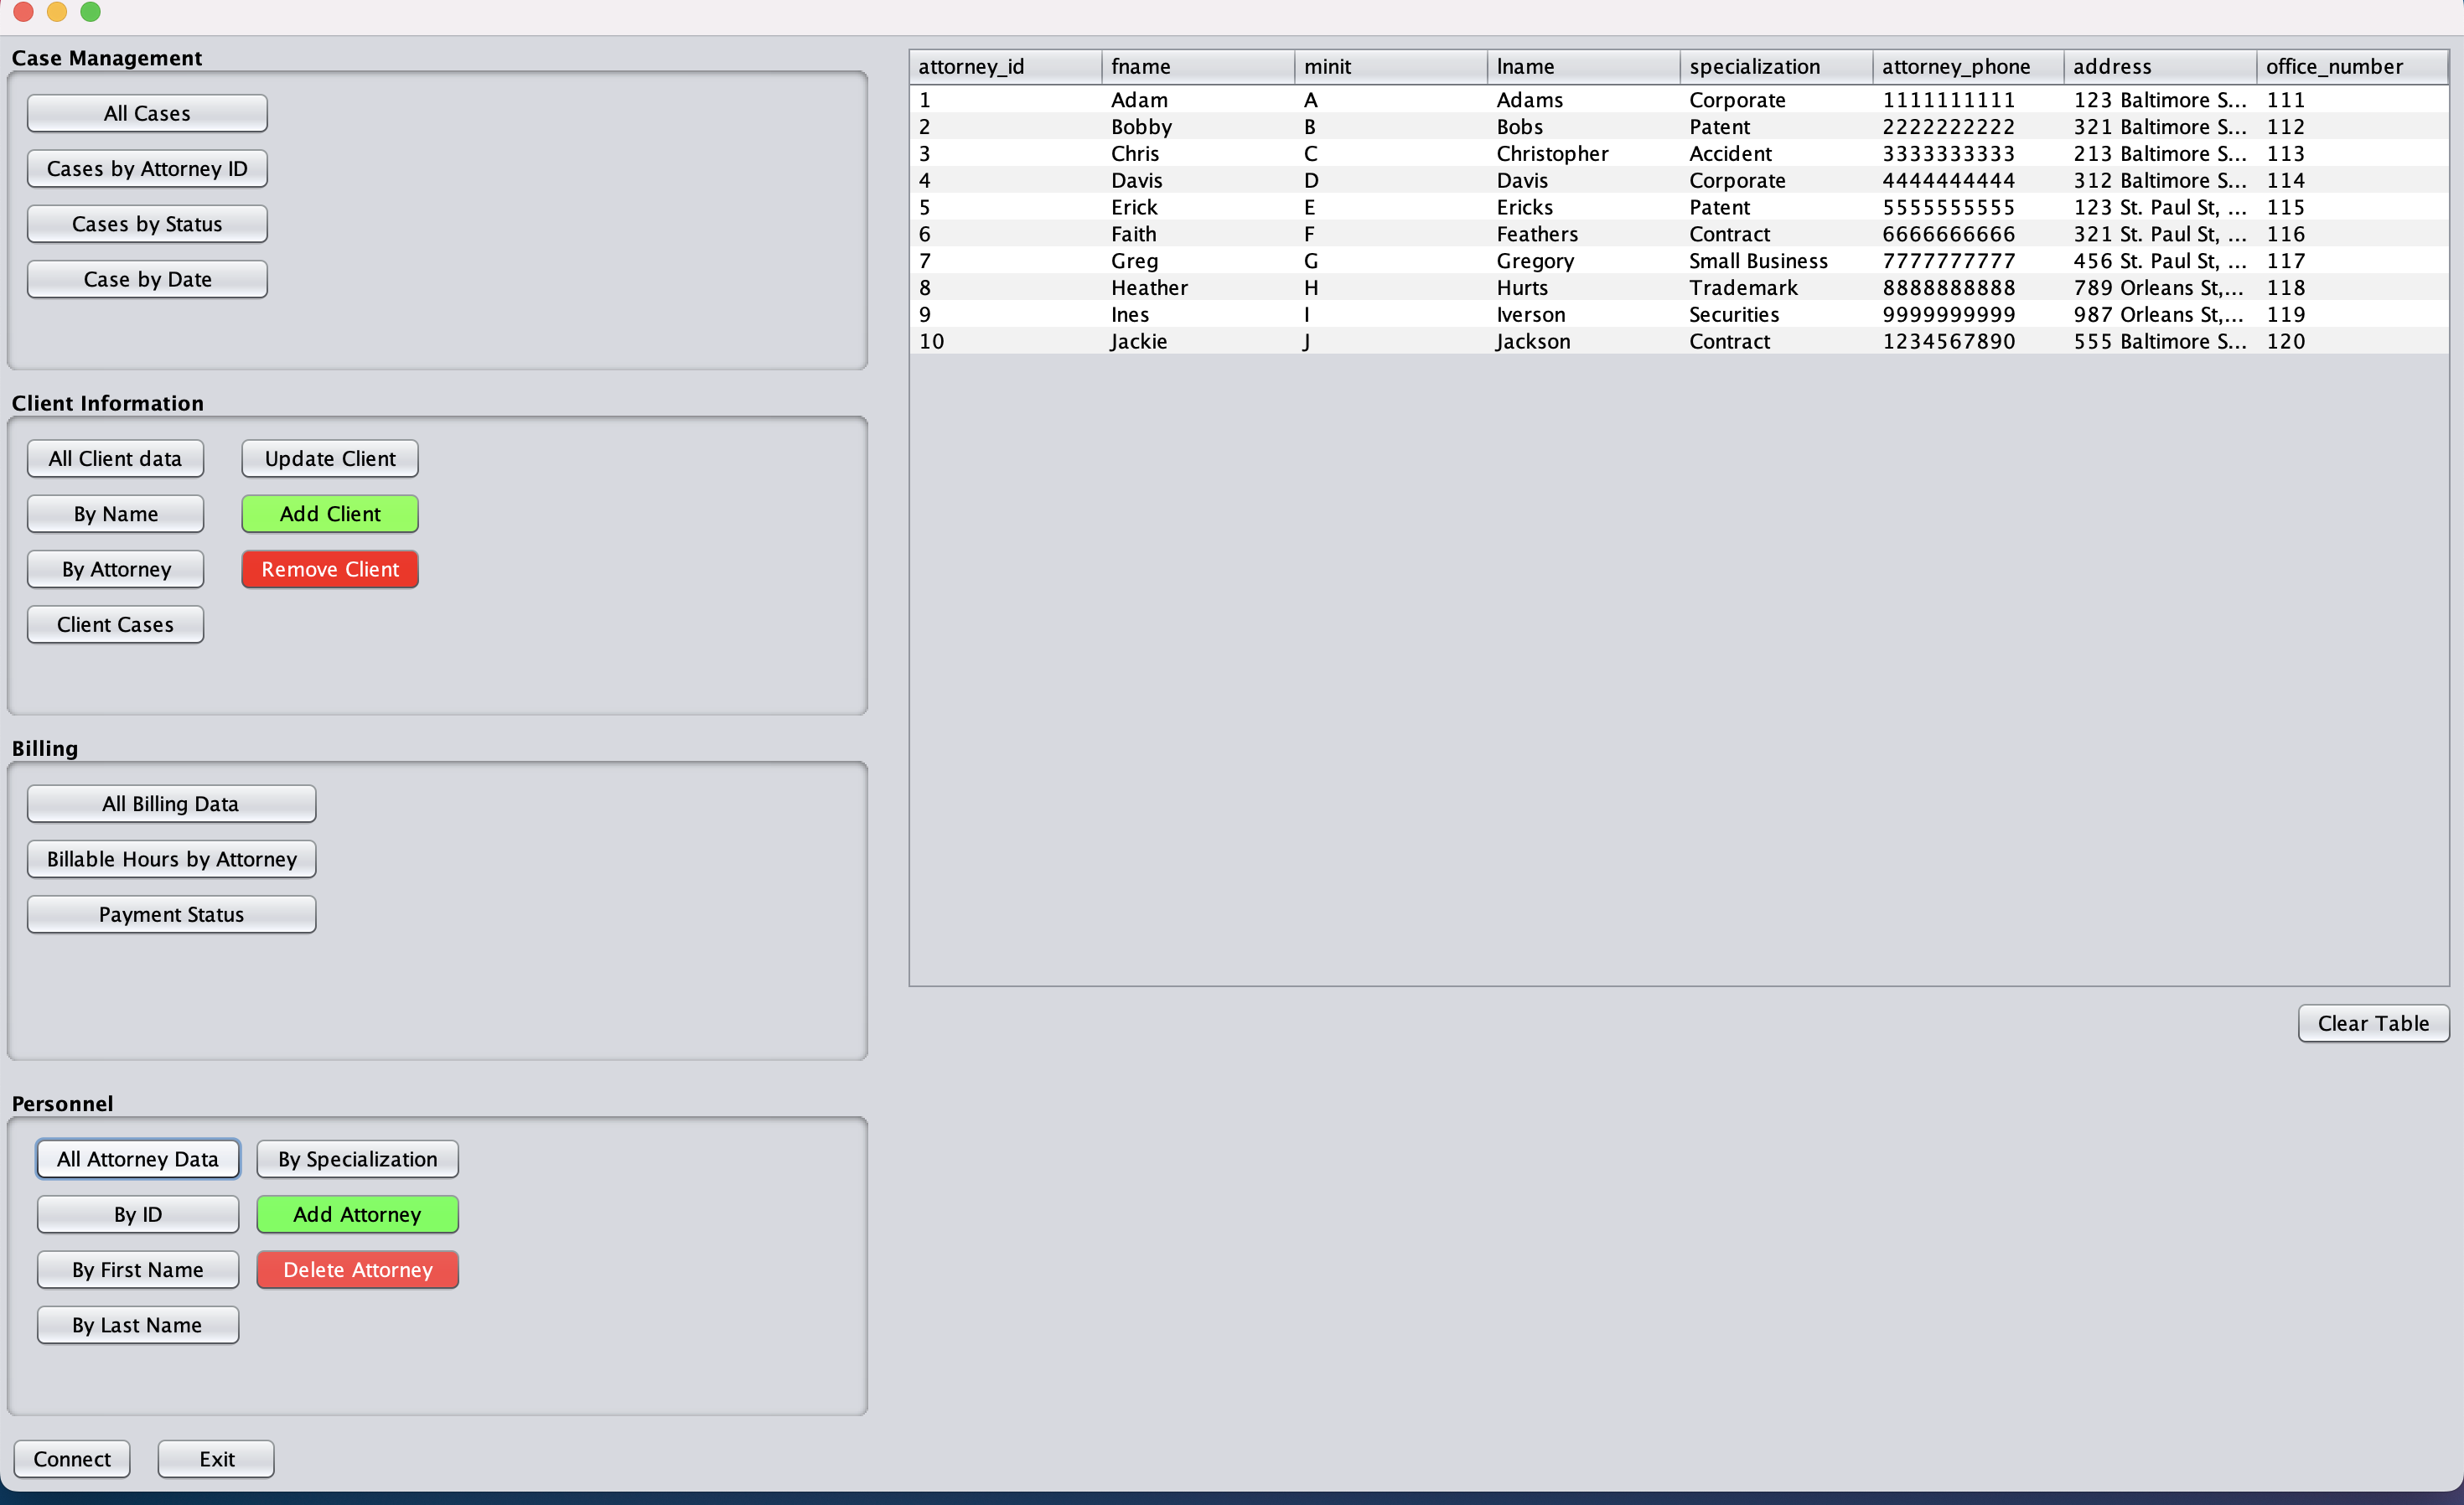 Case Management
All Cases
Cases by Attorney ID
Cases by Status
Case by Date
Client Information
All Client data Update Client
By Name Add Client
By Attorney Remove Client
Client Cases
Billing
All Billing Data
Billable Hours by Attorney
Payment Status
Personnel
All Attorney Data By Specialization
By ID Add Attorney
By First Name Delete Attorney
By Last Name
Connect Exit
attorney_id fname minit lname specialization attorney_phone address office_number
1 Adam A Adams Corporate 1111111111 123 Baltimore S... 111
2 Bobby B Bobs Patent 2222222222 321 Baltimore S... 112
3 Chris C Christopher Accident 3333333333 213 Baltimore S... 113
4 Davis D Davis Corporate 4444444444 312 Baltimore S... 114
5 Erick E Ericks Patent 5555555555 123 St. Paul St, ... 115
6 Faith F Feathers Contract 6666666666 321 St. Paul St, ... 116
7 Greg G Gregory Small Business 7777777777 456 St. Paul St, ... 117
8 Heather H Hurts Trademark 8888888888 789 Orleans St,... 118
9 Ines I Iverson Securities 9999999999 987 Orleans St,... 119
10 Jackie J Jackson Contract 1234567890 555 Baltimore S... 120
Clear Table